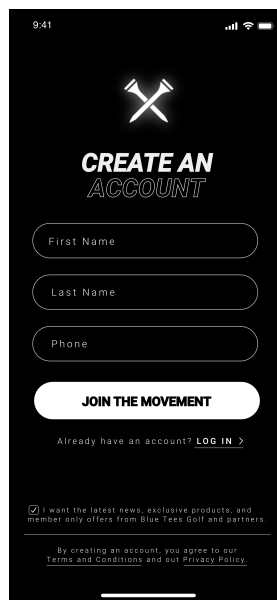 9:41
CREATE AN
ACCOUNT
First Name
Last Name
Phone
JOIN THE MOVEMENT
Already have an account? LOG IN >
I want the latest news, exclusive products, and
member only offers from Blue Tees Golf and partners.
By creating an account, you agree to our
Terms and Conditions and out Privacy Policy.